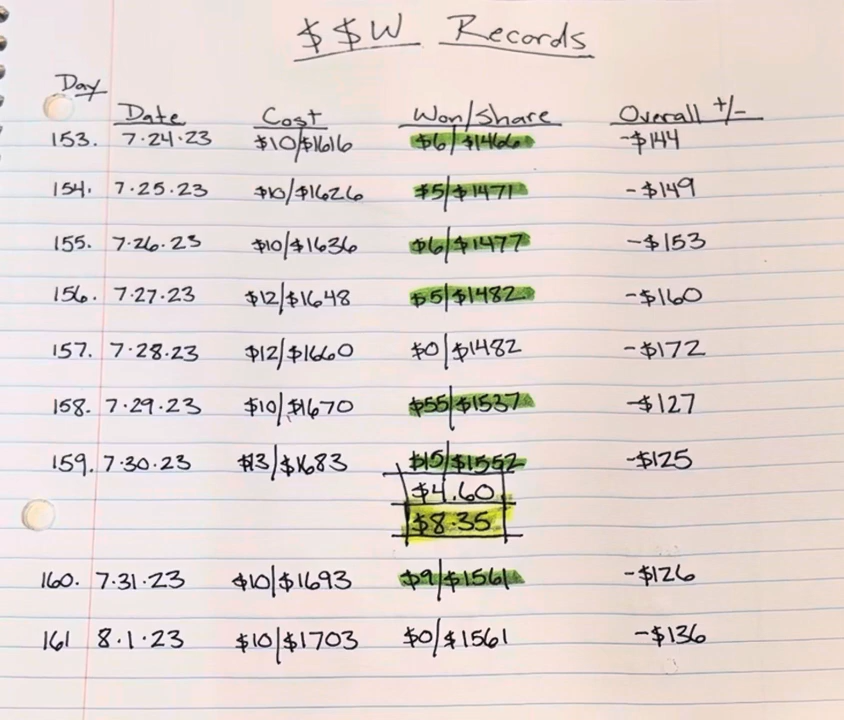 $$W Records
Day
Date Cost Won/Share Overall +/-
153. 7.24.23 $10/$1616 $6/$1466 -$144
154. 7.25.23 $10/$1626 $5/$1471 -$149
155. 7.26.23 $10/$1636 $6/$1477 -$153
156. 7.27.23 $12/$1648 $5/$1482 -$160
157. 7.28.23 $12/$1660 $0/$1482 -$172
158. 7.29.23 $10/$1670 $55/$1537 -$127
159. 7.30.23 $13/$1683 $15/$1552 -$125
$4.60
$8.35
160. 7.31.23 $10/$1693 $9/$1561 -$126
161 8.1.23 $10/$1703 $0/$1561 -$136